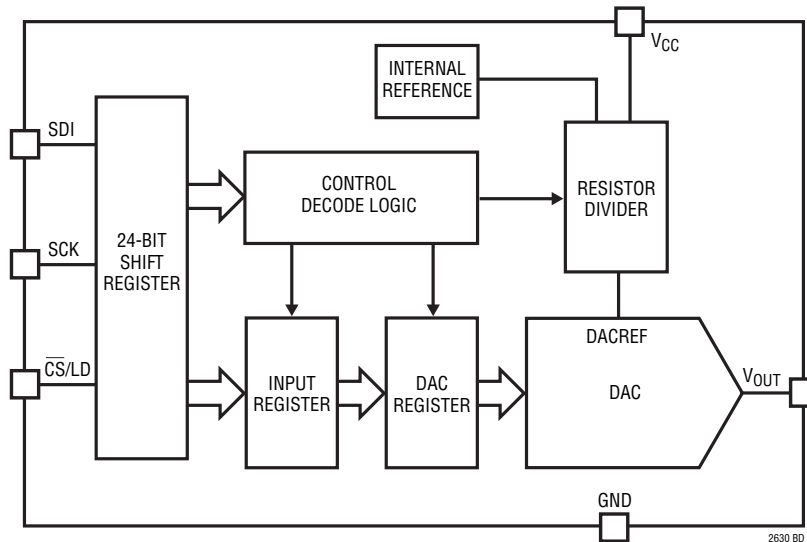 VCC
INTERNAL
REFERENCE
SDI
CONTROL
DECODE LOGIC
RESISTOR
DIVIDER
SCK
24-BIT
SHIFT
REGISTER
CS/LD
INPUT
REGISTER
DAC
REGISTER
DACREF
DAC
VOUT
GND
2630 BD